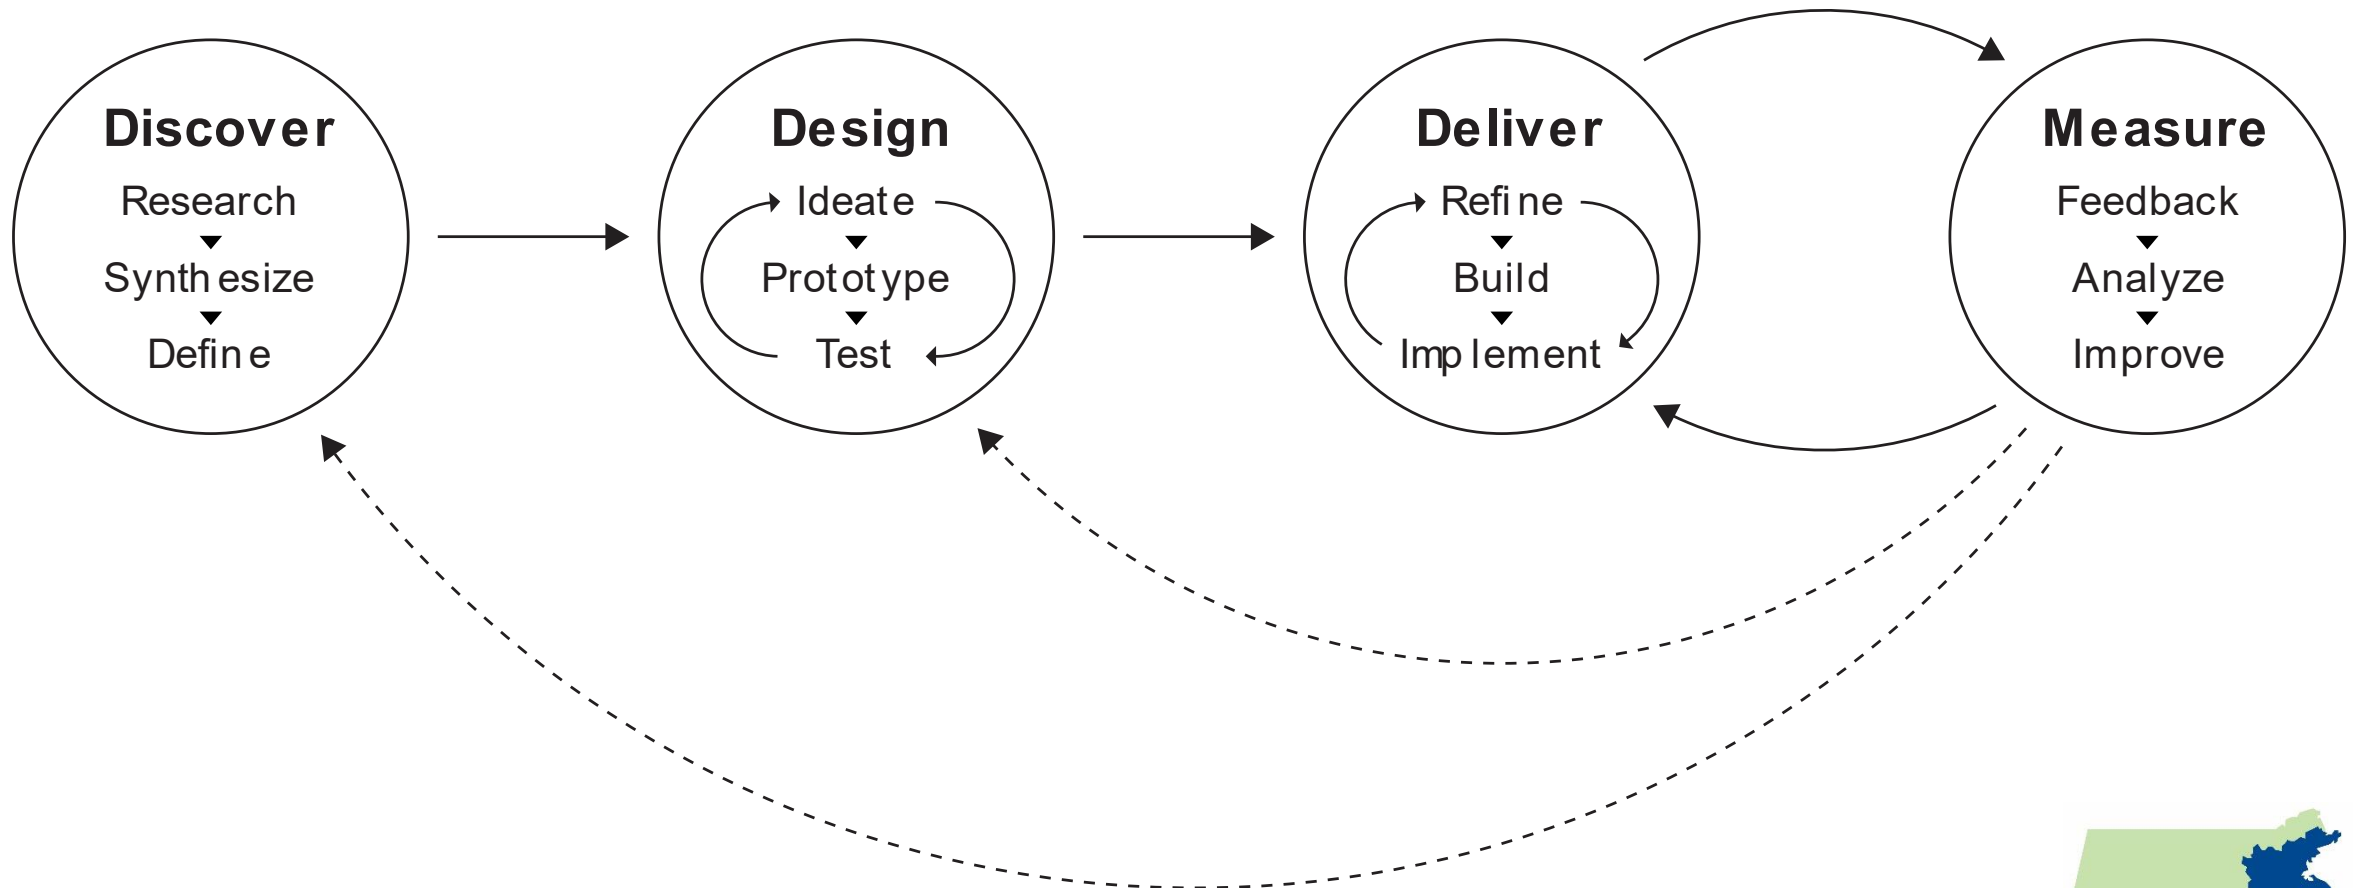 Discover
Research
Synthesize
Define
Design
Ideate
Prototype
Test
Deliver
Refine
Build
Implement
Measure
Feedback
Analyze
Improve